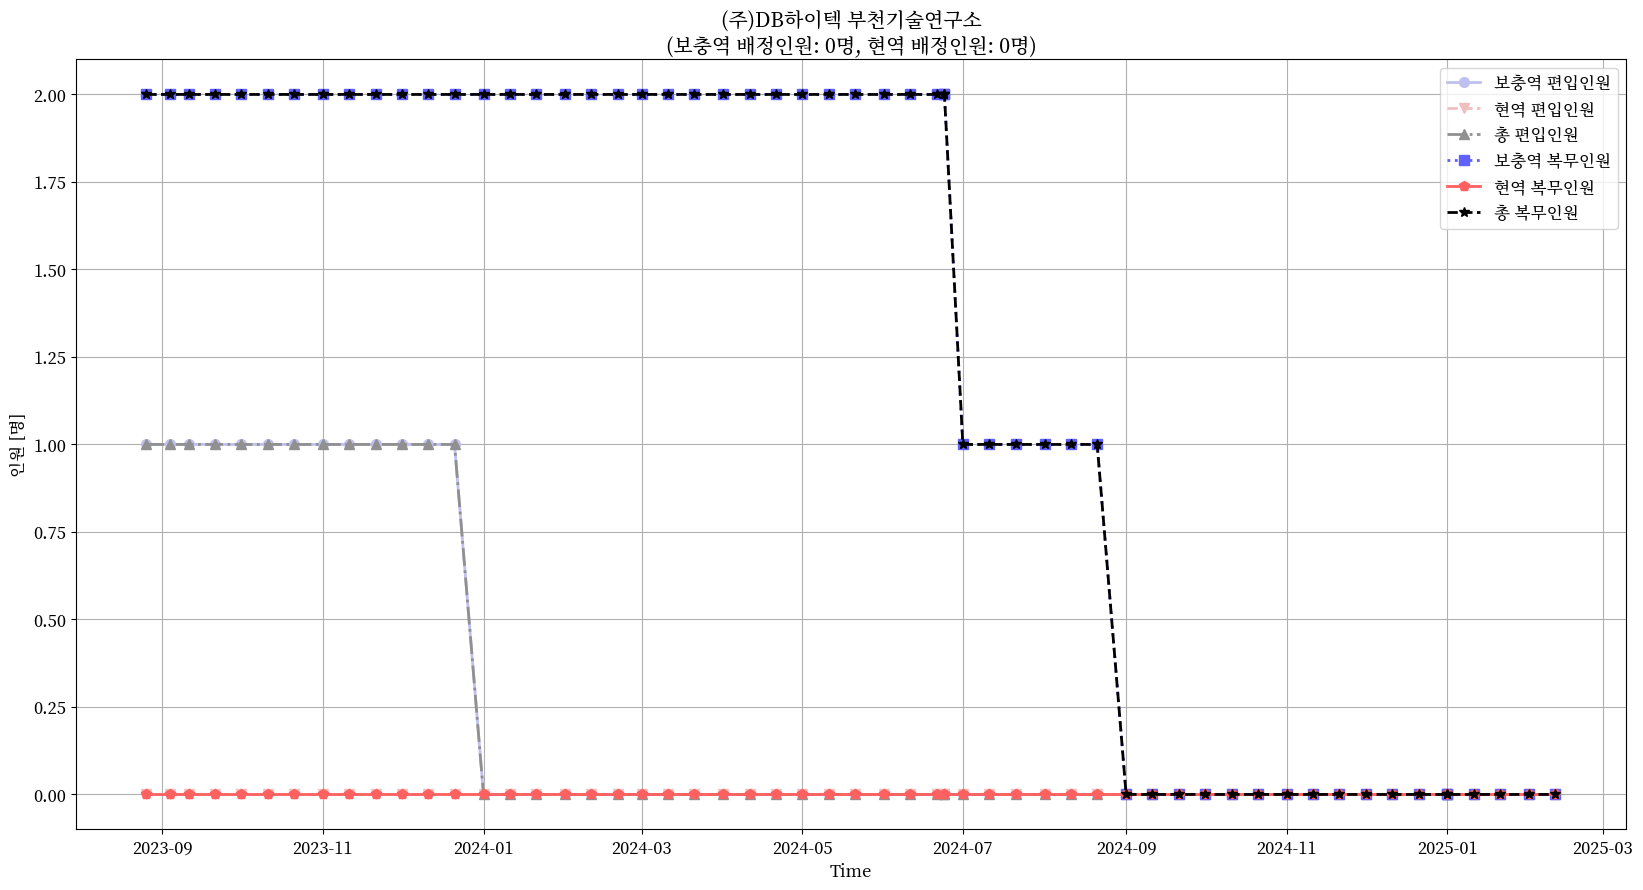 (주)DB하이텍 부천기술연구소
(보충역 배정인원: 0명, 현역 배정인원: 0명)
보충역 편입인원
현역 편입인원
총 편입인원
보충역 복무인원
현역 복무인원
총 복무인원
인원 [명]
2.00
1.75
1.50
1.25
1.00
0.75
0.50
0.25
0.00
2023-09
2023-11
2024-01
2024-03
2024-05
2024-07
2024-09
2024-11
2025-01
2025-03
Time